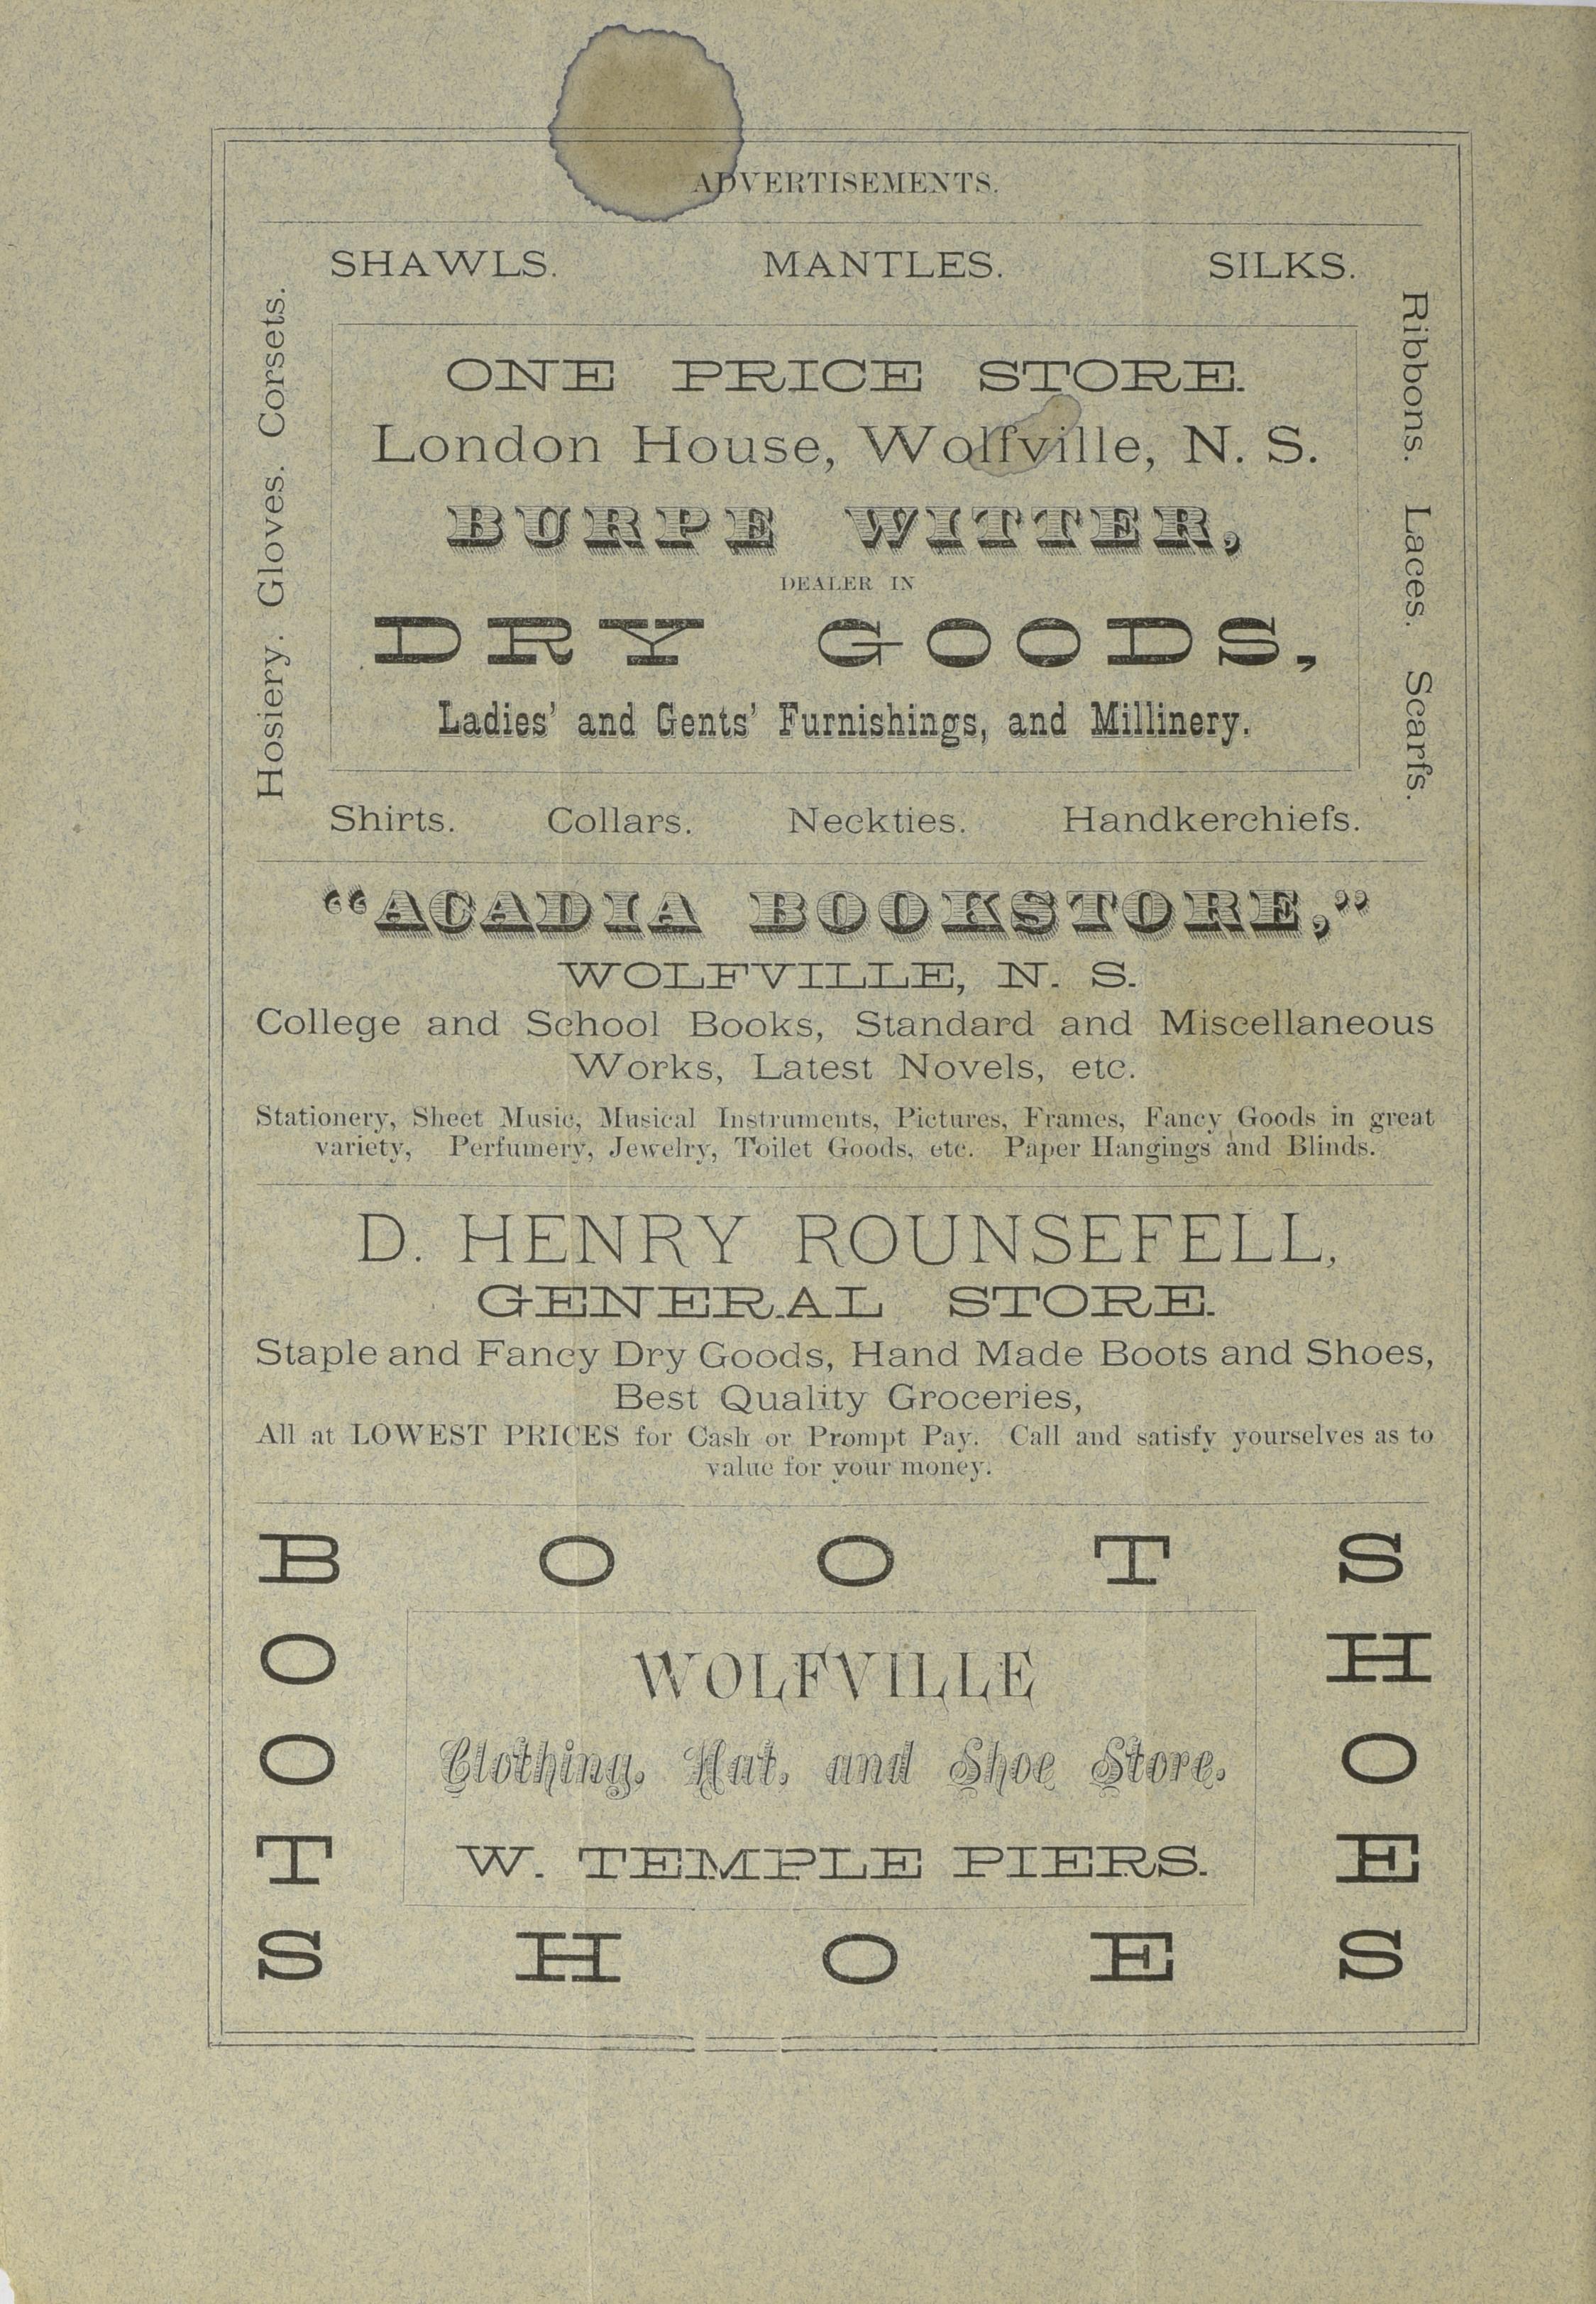 ADVERTISEMENTS.
SHAWLS. MANTLES. SILKS.
Hosiery. Gloves. Corsets.
ONE PRICE STORE.
London House, Wolfville, N. S.
BURPE WITTER,
DEALER IN
DRY GOODS,
Ladies' and Gents' Furnishings, and Millinery.
Ribbons. Laces. Scarfs.
Shirts. Collars. Neckties. Handkerchiefs.
“ACADIA BOOKSTORE,”
WOLFVILLE, N. S.
College and School Books, Standard and Miscellaneous
Works, Latest Novels, etc.
Stationery, Sheet Music, Musical Instruments, Pictures, Frames, Fancy Goods in great
variety, Perfumery, Jewelry, Toilet Goods, etc. Paper Hangings and Blinds.
D. HENRY ROUNSEFELL,
GENERAL STORE.
Staple and Fancy Dry Goods, Hand Made Boots and Shoes,
Best Quality Groceries,
All at LOWEST PRICES for Cash or Prompt Pay. Call and satisfy yourselves as to
value for your money.
BOOTS
BOOTS
WOLFVILLE
Clothing, Hat, and Shoe Store.
W. TEMPLE PIERS.
SHOES
SHOES